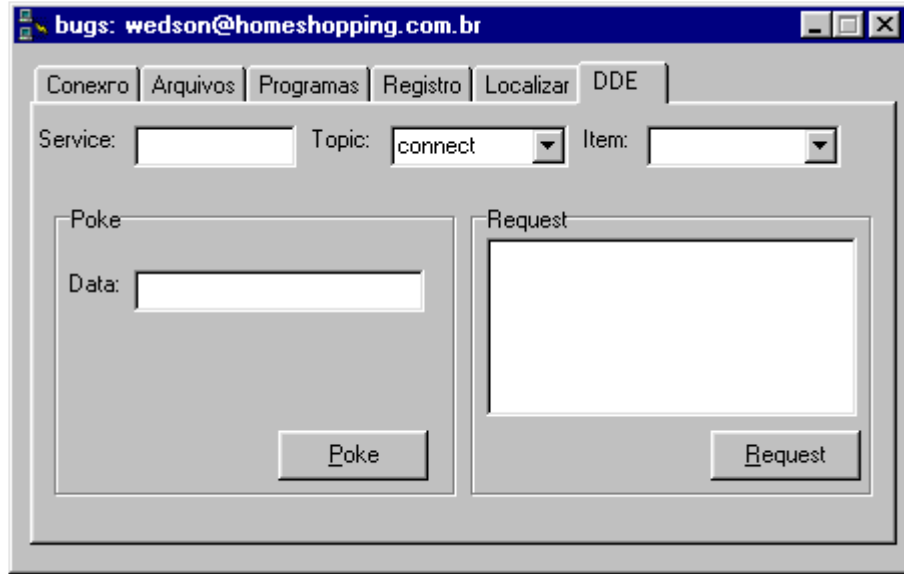 bugs: wedson@homeshopping.com.br
Conexгo Arquivos Programas Registro Localizar DDE
Service: Topic: connect Item:
Poke Request
Data:
Poke Request